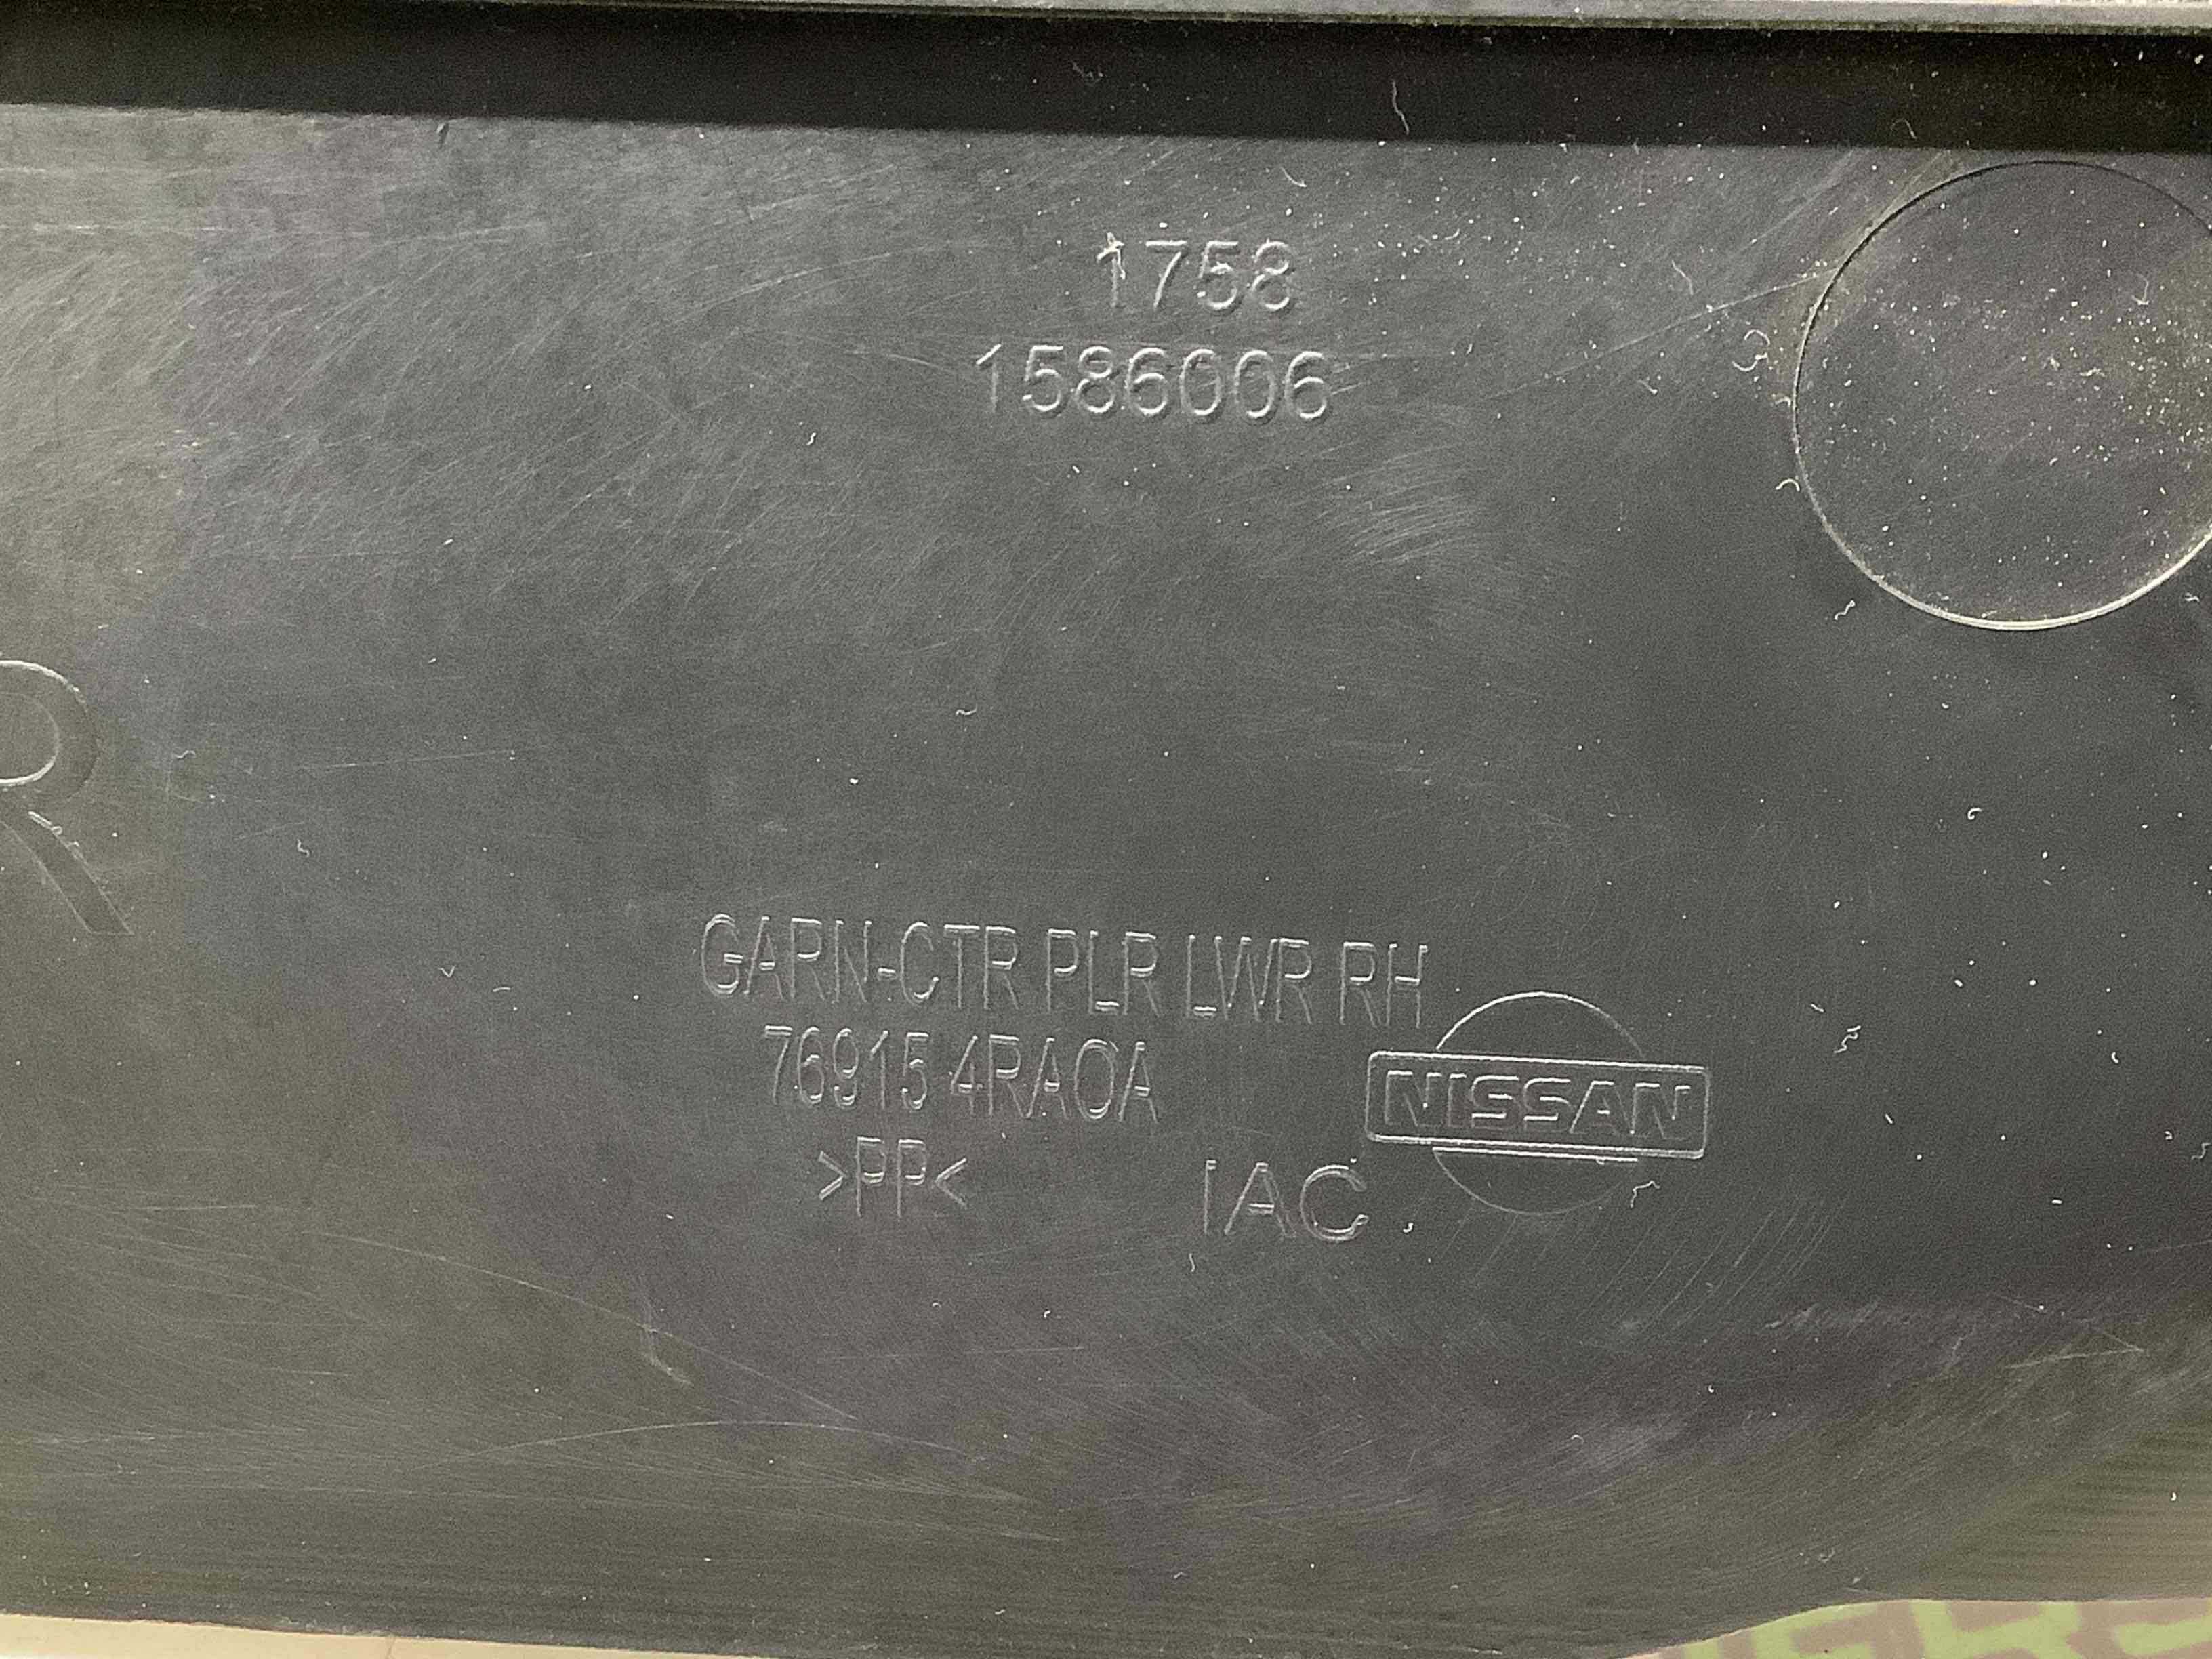 1758
1586006
R
GARN-CTR PLR LWR RH
76915 4RA0A
NISSAN
>PP<
IAC